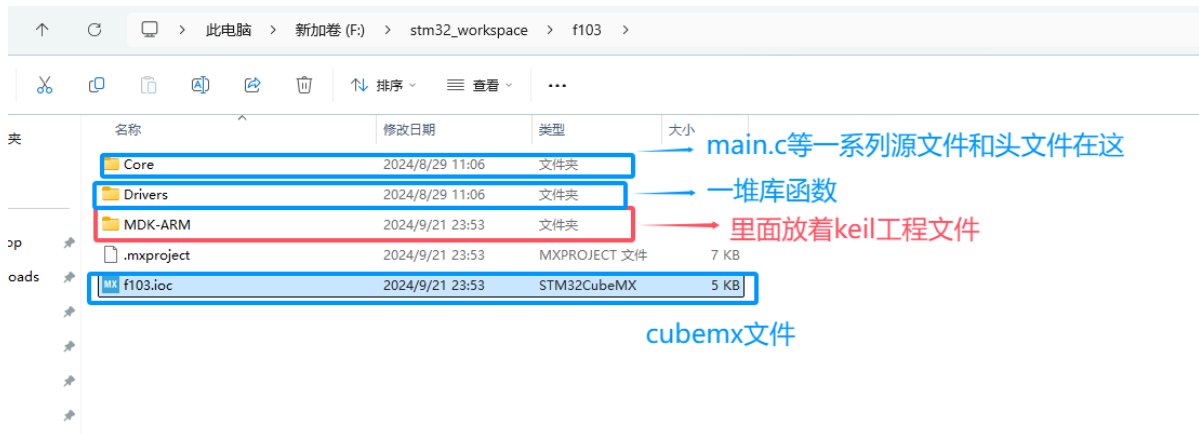 此电脑 > 新加卷 (F:) > stm32_workspace > f103 >
排序 查看 ...
夹
名称 修改日期 类型 大小
main.c等一系列源文件和头文件在这
Core 2024/8/29 11:06 文件夹
Drivers 2024/8/29 11:06 文件夹
一堆库函数
MDK-ARM 2024/9/21 23:53 文件夹
里面放着keil工程文件
op
.mxproject 2024/9/21 23:53 MXPROJECT 文件 7 KB
oads
MX f103.ioc 2024/9/21 23:53 STM32CubeMX 5 KB
cubemx文件